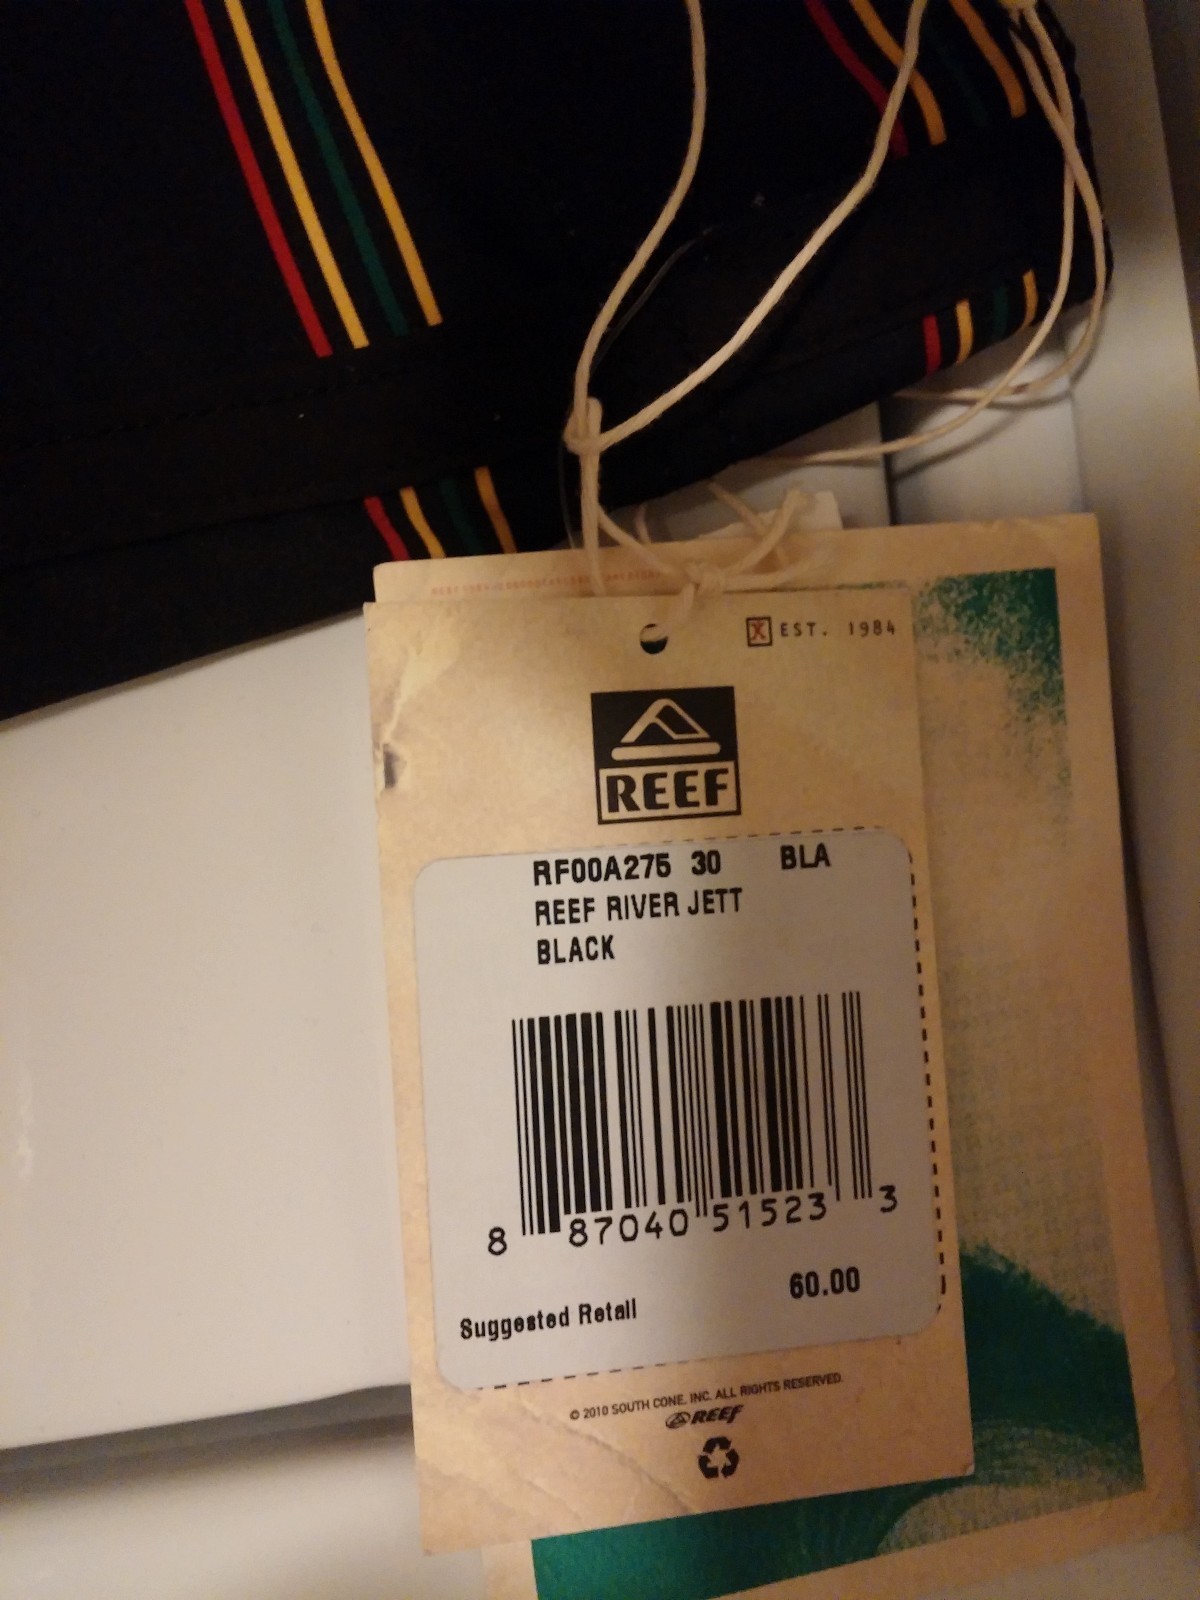 X EST. 1984
REEF
RF00A275 30 BLA
REEF RIVER JETT
BLACK
8 87040 51523 3
60.00
Suggested Retail
© 2010 SOUTH CONE, INC. ALL RIGHTS RESERVED.
REEF